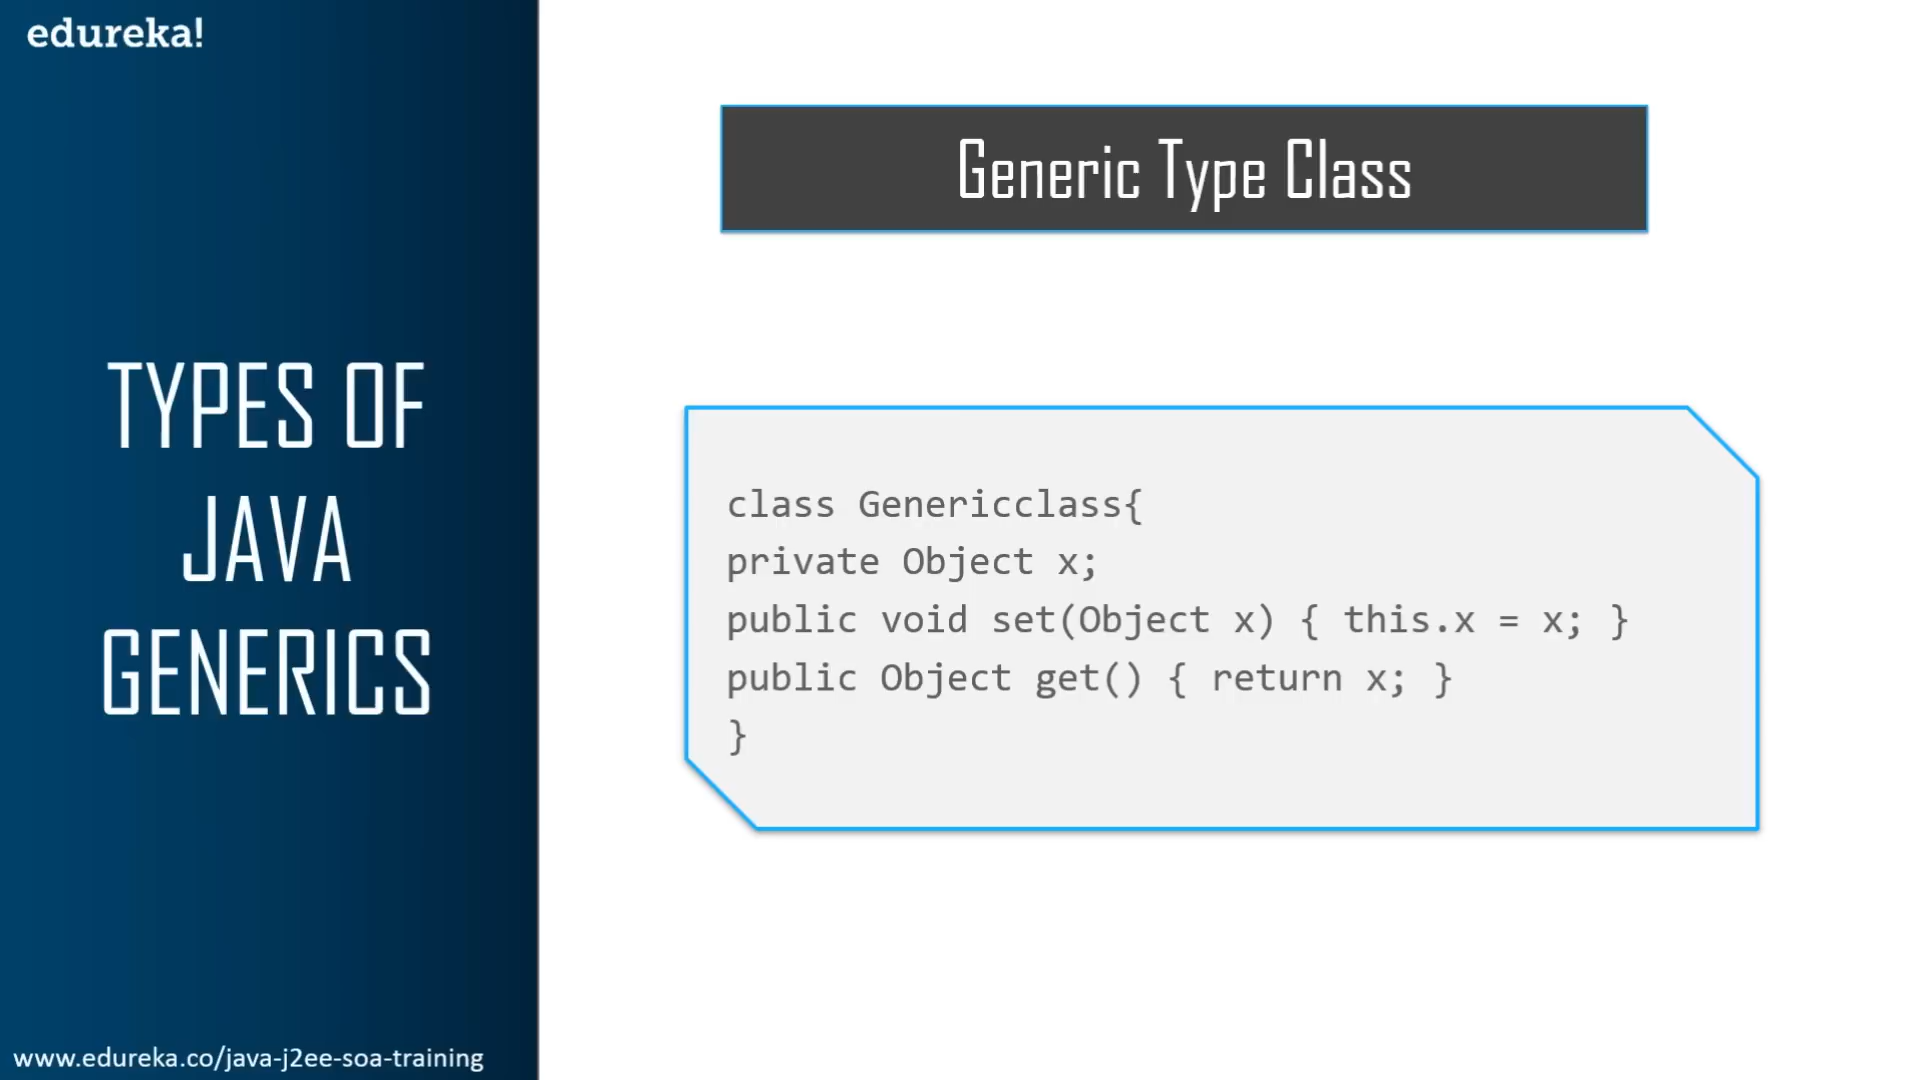 edureka!
TYPES OF
JAVA
GENERICS
www.edureka.co/java-j2ee-soa-training
Generic Type Class
class Genericclass{
private Object x;
public void set(Object x) { this.x = x; }
public Object get() { return x; }
}